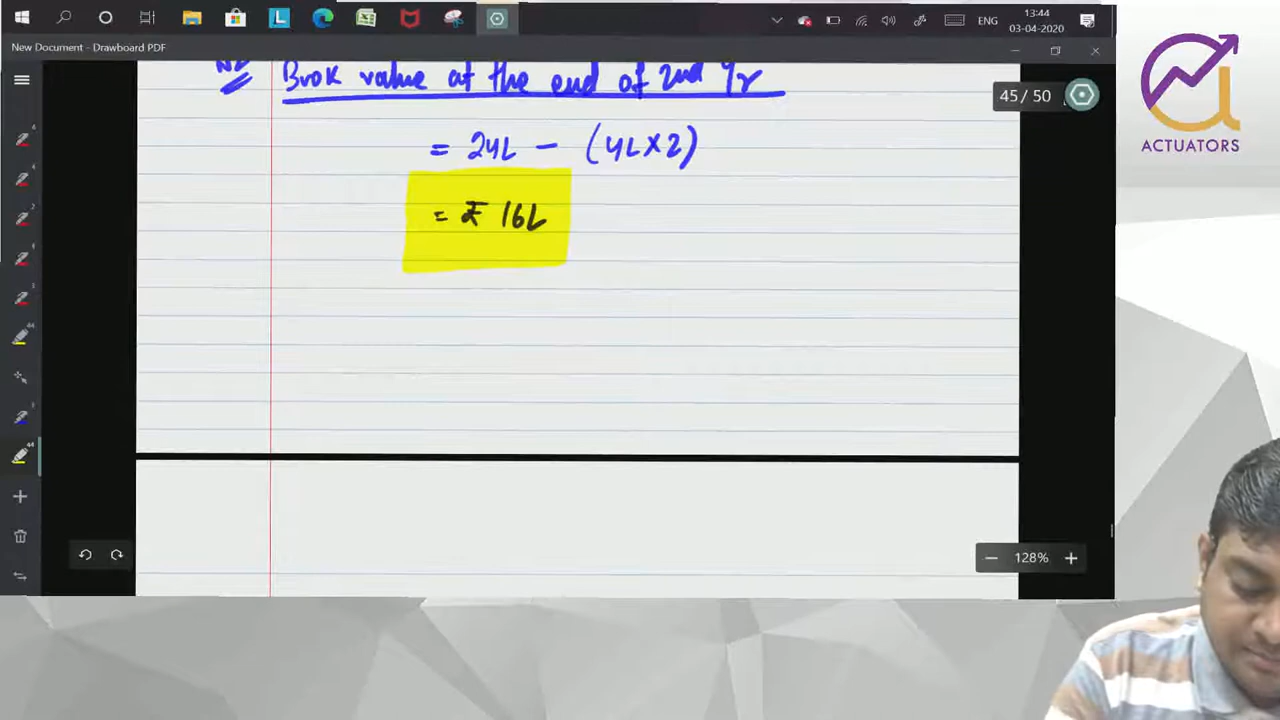 13:44
ENG
03-04-2020
New Document - Drawboard PDF
Book value at the end of 2nd Yr
45 / 50
= 24L - (4L×2)
= ₹ 16L
ACTUATORS
128%